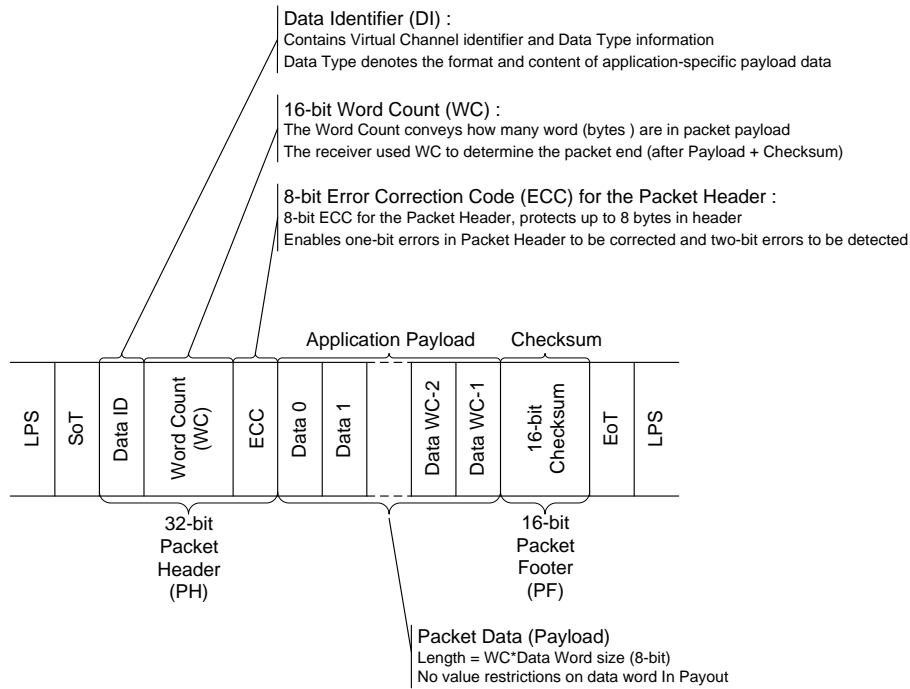 Data Identifier (DI) :
Contains Virtual Channel identifier and Data Type information
Data Type denotes the format and content of application-specific payload data
16-bit Word Count (WC) :
The Word Count conveys how many word (bytes ) are in packet payload
The receiver used WC to determine the packet end (after Payload + Checksum)
8-bit Error Correction Code (ECC) for the Packet Header :
8-bit ECC for the Packet Header, protects up to 8 bytes in header
Enables one-bit errors in Packet Header to be corrected and two-bit errors to be detected
Application Payload
Checksum
LPS
SoT
Data ID
Word Count
(WC)
ECC
Data 0
Data 1
Data WC-2
Data WC-1
16-bit
Checksum
EoT
LPS
32-bit
Packet
Header
(PH)
16-bit
Packet
Footer
(PF)
Packet Data (Payload)
Length = WC*Data Word size (8-bit)
No value restrictions on data word In Payout